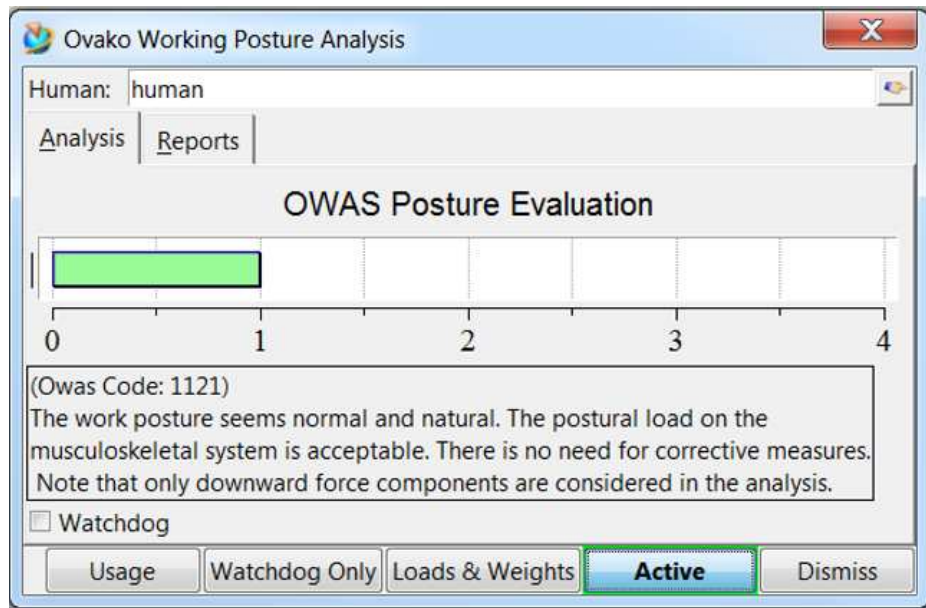 Ovako Working Posture Analysis
X
Human: human
Analysis Reports
OWAS Posture Evaluation
0 1 2 3 4
(Owas Code: 1121)
The work posture seems normal and natural. The postural load on the
musculoskeletal system is acceptable. There is no need for corrective measures.
Note that only downward force components are considered in the analysis.
Watchdog
Usage Watchdog Only Loads & Weights Active Dismiss